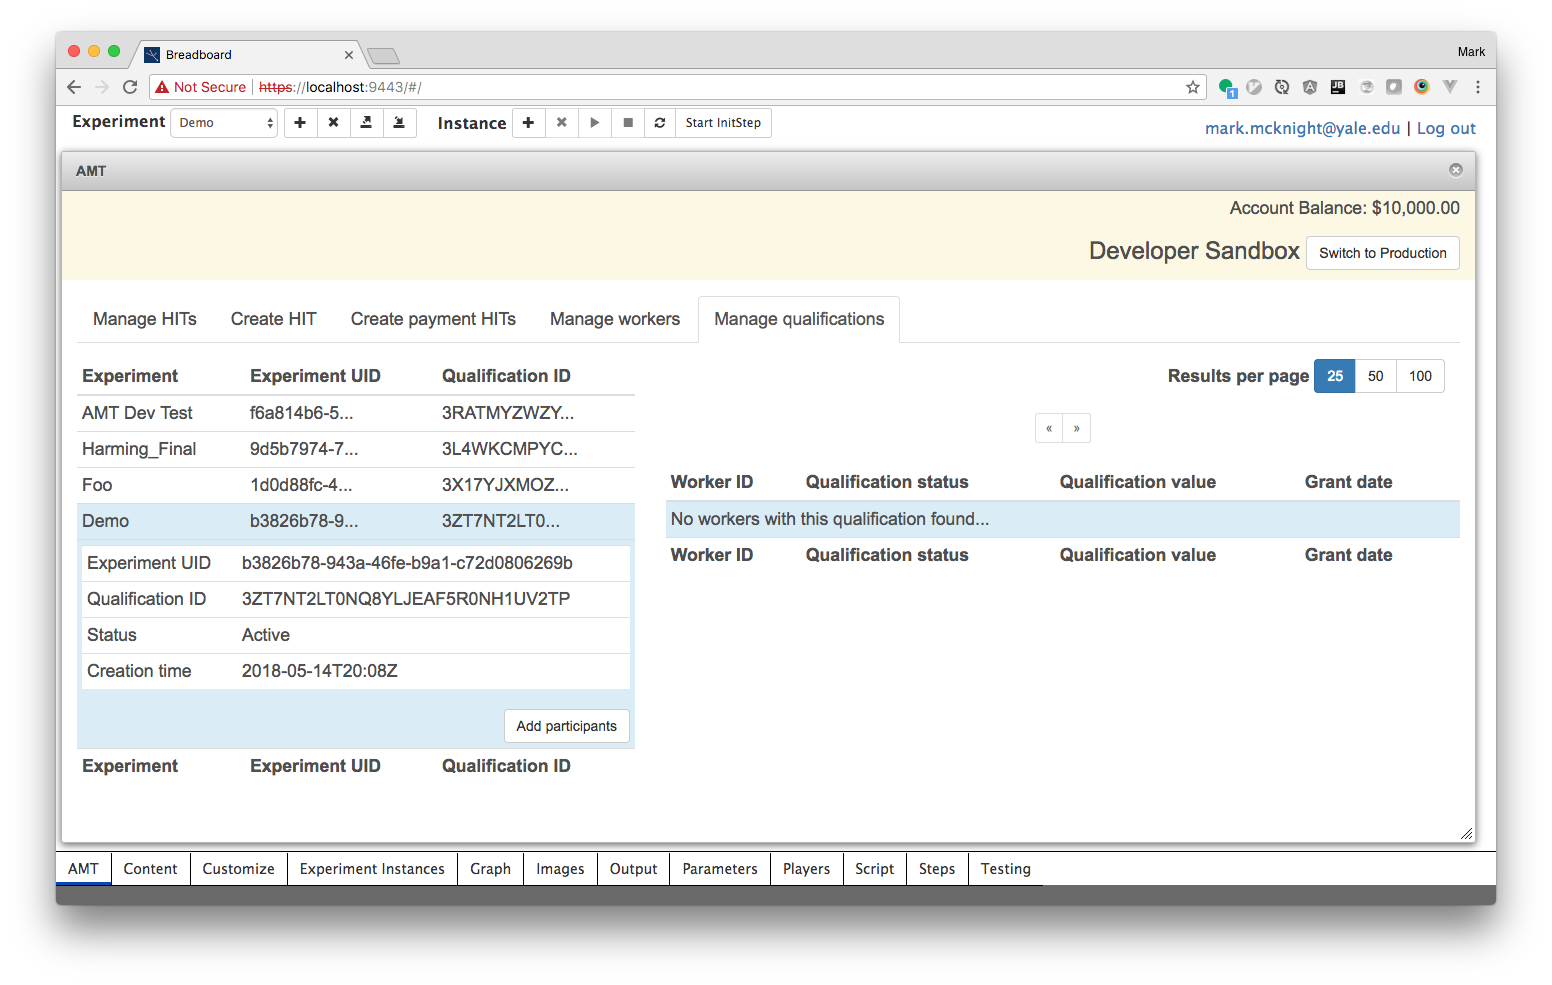 Breadboard
Mark
Not Secure https://localhost:9443/#/
1
JB
Experiment Demo Instance Start InitStep
mark.mcknight@yale.edu | Log out
AMT
Account Balance: $10,000.00
Developer Sandbox Switch to Production
Manage HITs Create HIT Create payment HITs Manage workers Manage qualifications
Experiment Experiment UID Qualification ID
AMT Dev Test f6a814b6-5... 3RATMYZWZY...
Harming_Final 9d5b7974-7... 3L4WKCMPYC...
Foo 1d0d88fc-4... 3X17YJXMOZ...
Demo b3826b78-9... 3ZT7NT2LT0...
Experiment UID b3826b78-943a-46fe-b9a1-c72d0806269b
Qualification ID 3ZT7NT2LT0NQ8YLJEAF5R0NH1UV2TP
Status Active
Creation time 2018-05-14T20:08Z
Add participants
Experiment Experiment UID Qualification ID
Results per page 25 50 100
« »
Worker ID Qualification status Qualification value Grant date
No workers with this qualification found...
Worker ID Qualification status Qualification value Grant date
AMT Content Customize Experiment Instances Graph Images Output Parameters Players Script Steps Testing